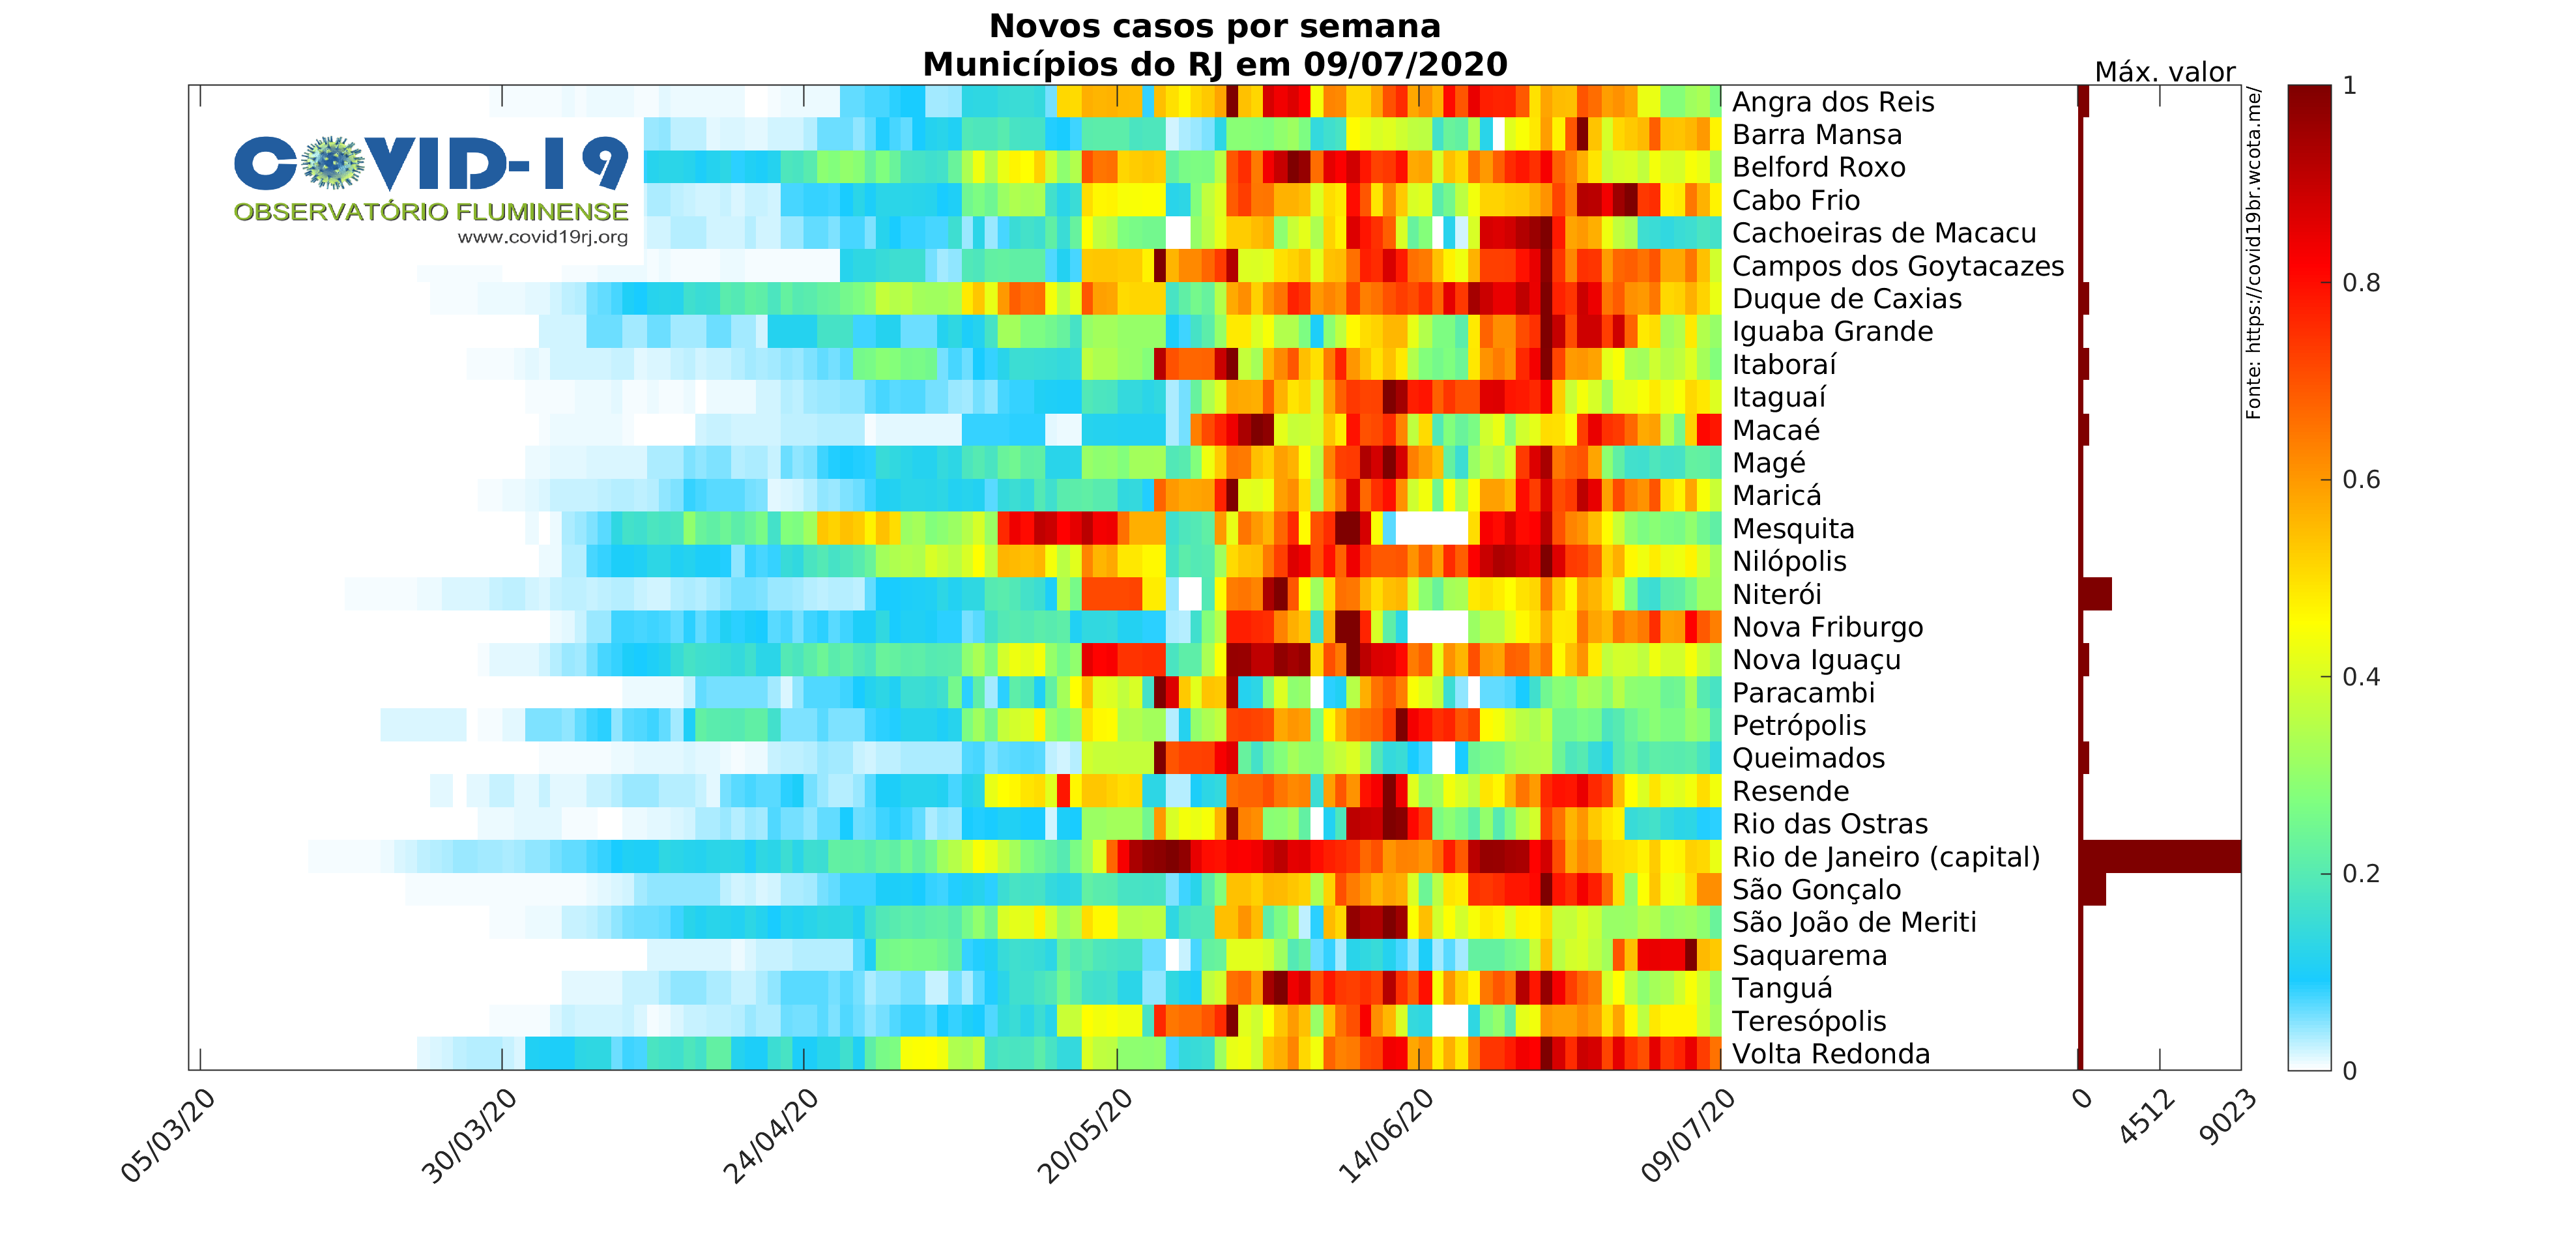 Novos casos por semana
Municípios do RJ em 09/07/2020
Máx. valor
COVID-19
OBSERVATÓRIO FLUMINENSE
www.covid19rj.org
Angra dos Reis
Barra Mansa
Belford Roxo
Cabo Frio
Cachoeiras de Macacu
Campos dos Goytacazes
Duque de Caxias
Iguaba Grande
Itaboraí
Itaguaí
Macaé
Magé
Maricá
Mesquita
Nilópolis
Niterói
Nova Friburgo
Nova Iguaçu
Paracambi
Petrópolis
Queimados
Resende
Rio das Ostras
Rio de Janeiro (capital)
São Gonçalo
São João de Meriti
Saquarema
Tanguá
Teresópolis
Volta Redonda
05/03/20
30/03/20
24/04/20
20/05/20
14/06/20
09/07/20
0
4512
9023
Fonte: https://covid19br.wcota.me/
1
0.8
0.6
0.4
0.2
0